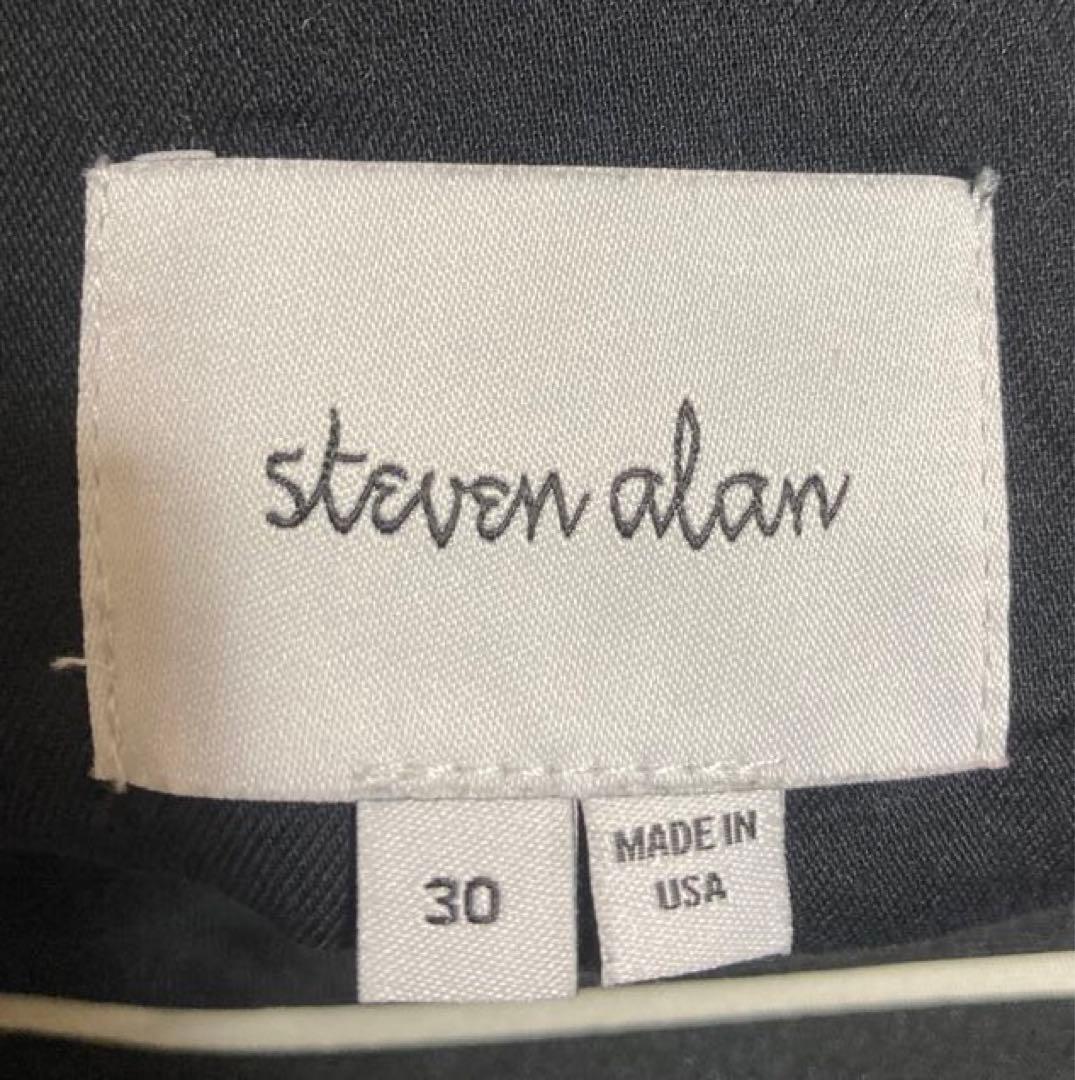 steven alan
30
MADE IN
USA